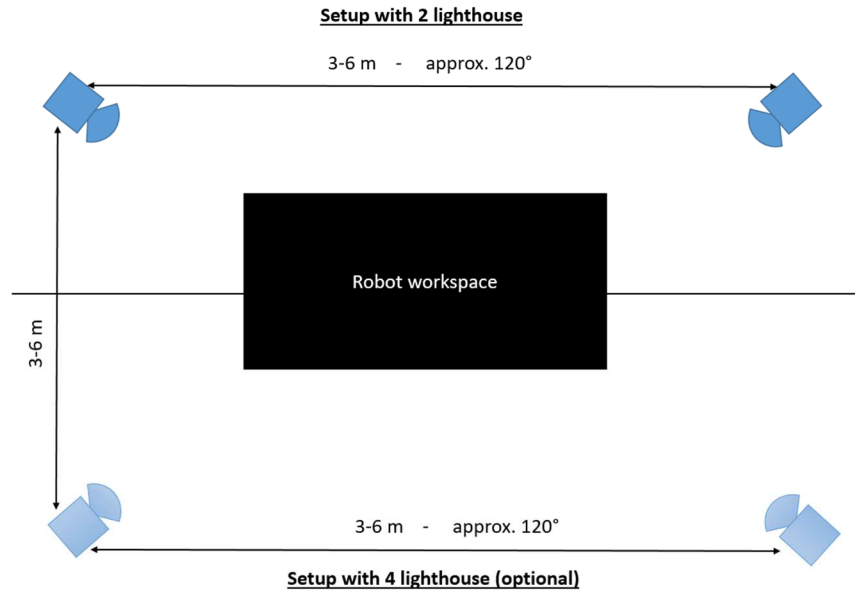 Setup with 2 lighthouse
3-6 m - approx. 120°
Robot workspace
3-6 m
3-6 m - approx. 120°
Setup with 4 lighthouse (optional)